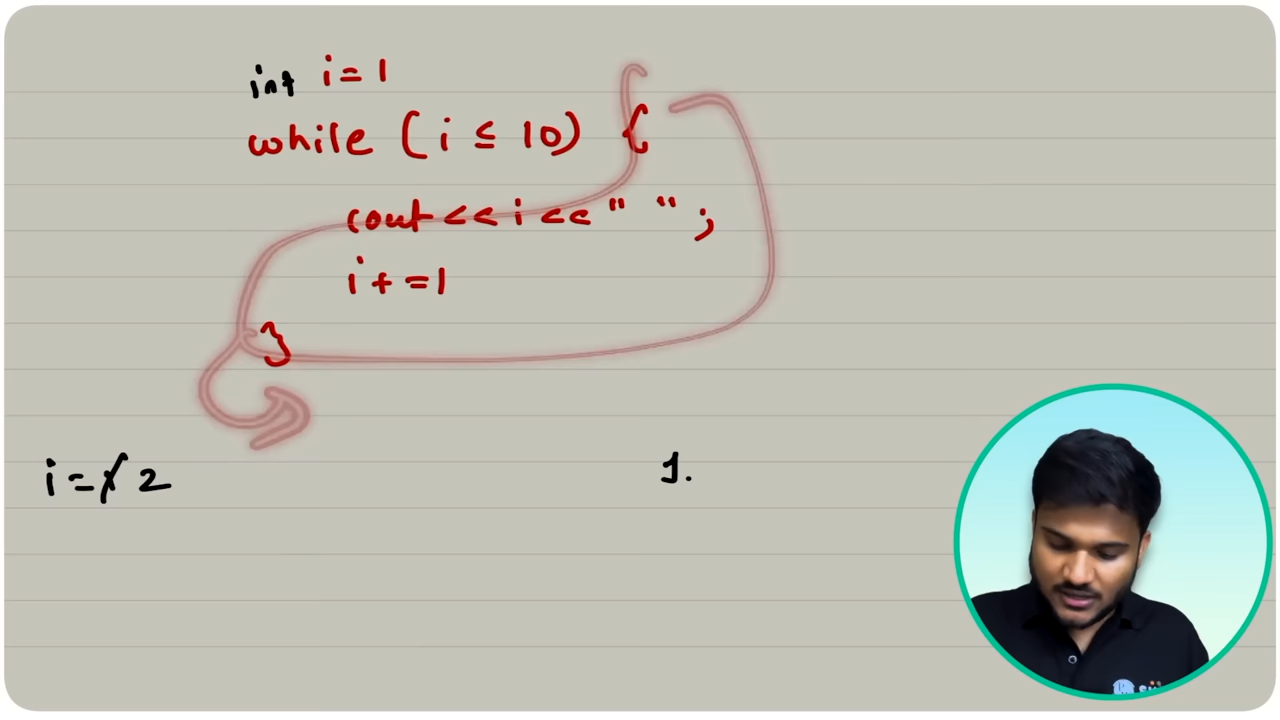 int i=1
while ( i ≤ 10) {
cout<<i<<" ";
i+=1
}
i=1 2
1.